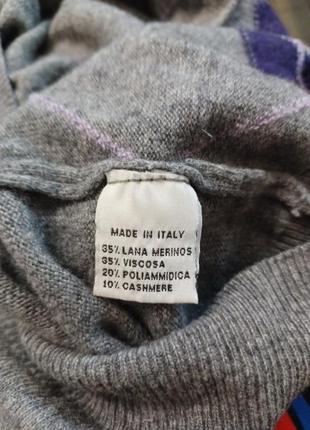 MADE IN ITALY
35% LANA MERINOS
35% VISCOSA
20% POLIAMMIDICA
10% CASHMERE